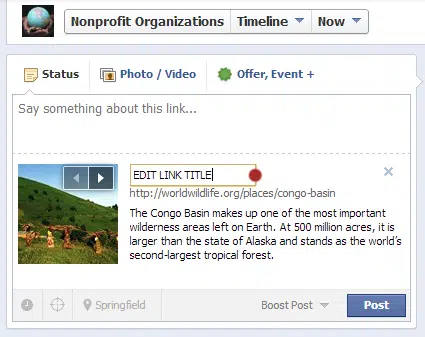 Nonprofit Organizations Timeline Now
Status Photo / Video Offer, Event +
Say something about this link...
EDIT LINK TITLE
http://worldwildlife.org/places/congo-basin
The Congo Basin makes up one of the most important
wilderness areas left on Earth. At 500 million acres, it is
larger than the state of Alaska and stands as the world's
second-largest tropical forest.
Springfield Boost Post Post